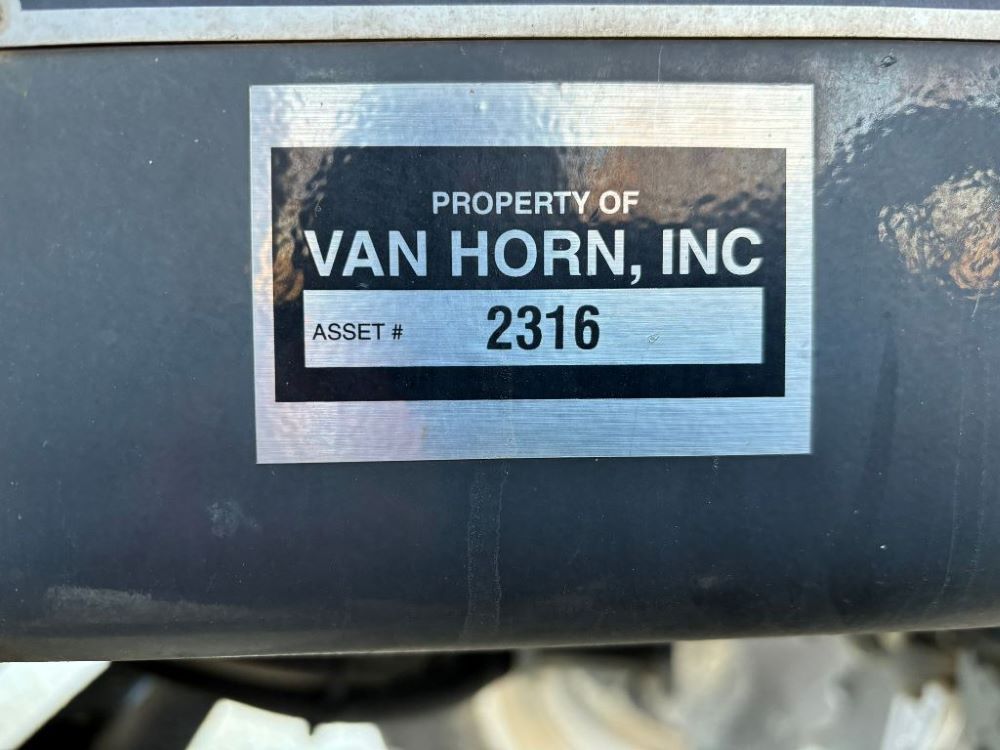 PROPERTY OF
VAN HORN, INC
ASSET # 2316